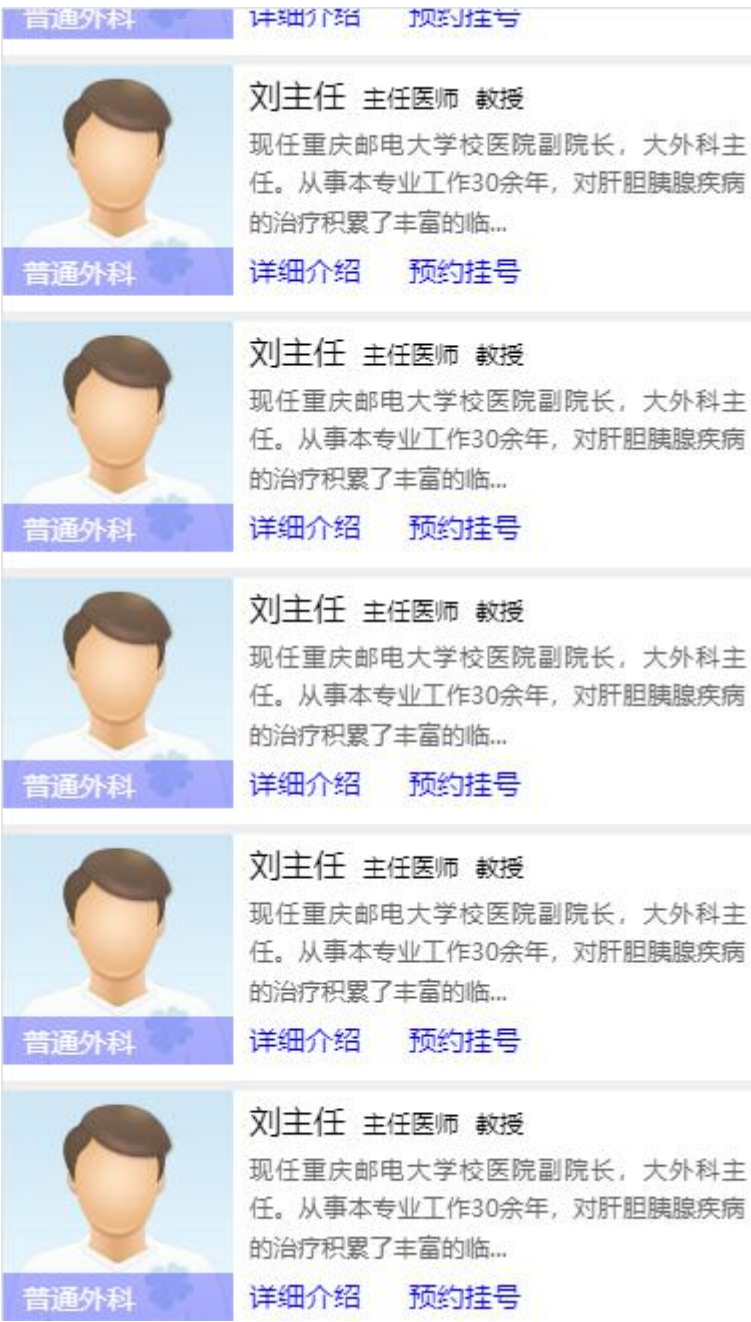 普通外科 详细介绍 预约挂号
刘主任 主任医师 教授
现任重庆邮电大学校医院副院长，大外科主
任。从事本专业工作30余年，对肝胆胰腺疾病
的治疗积累了丰富的临...
普通外科 详细介绍 预约挂号
刘主任 主任医师 教授
现任重庆邮电大学校医院副院长，大外科主
任。从事本专业工作30余年，对肝胆胰腺疾病
的治疗积累了丰富的临...
普通外科 详细介绍 预约挂号
刘主任 主任医师 教授
现任重庆邮电大学校医院副院长，大外科主
任。从事本专业工作30余年，对肝胆胰腺疾病
的治疗积累了丰富的临...
普通外科 详细介绍 预约挂号
刘主任 主任医师 教授
现任重庆邮电大学校医院副院长，大外科主
任。从事本专业工作30余年，对肝胆胰腺疾病
的治疗积累了丰富的临...
普通外科 详细介绍 预约挂号
刘主任 主任医师 教授
现任重庆邮电大学校医院副院长，大外科主
任。从事本专业工作30余年，对肝胆胰腺疾病
的治疗积累了丰富的临...
普通外科 详细介绍 预约挂号